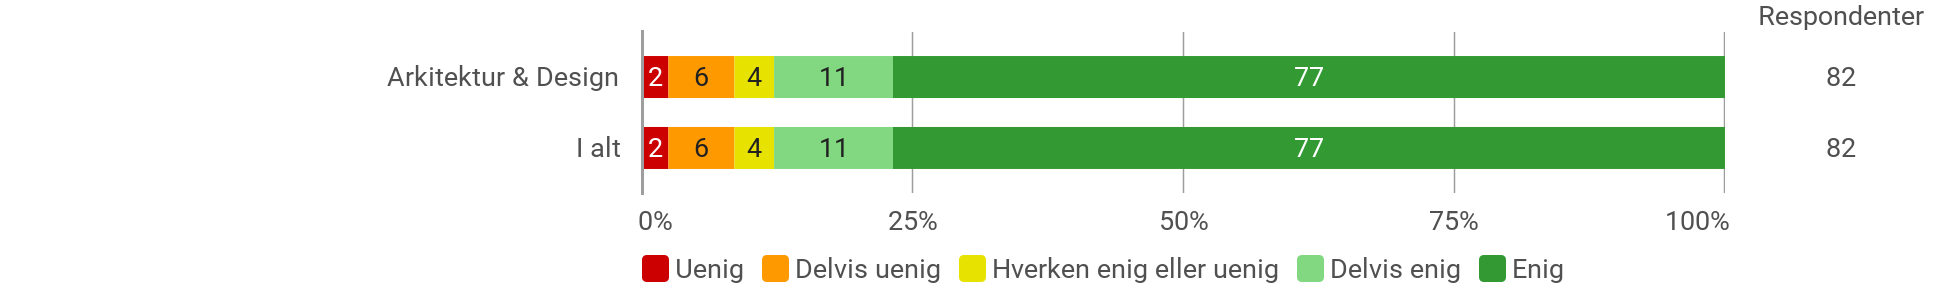 Respondenter
Arkitektur & Design 2 6 4 11 77 82
I alt 2 6 4 11 77 82
0% 25% 50% 75% 100%
Uenig Delvis uenig Hverken enig eller uenig Delvis enig Enig